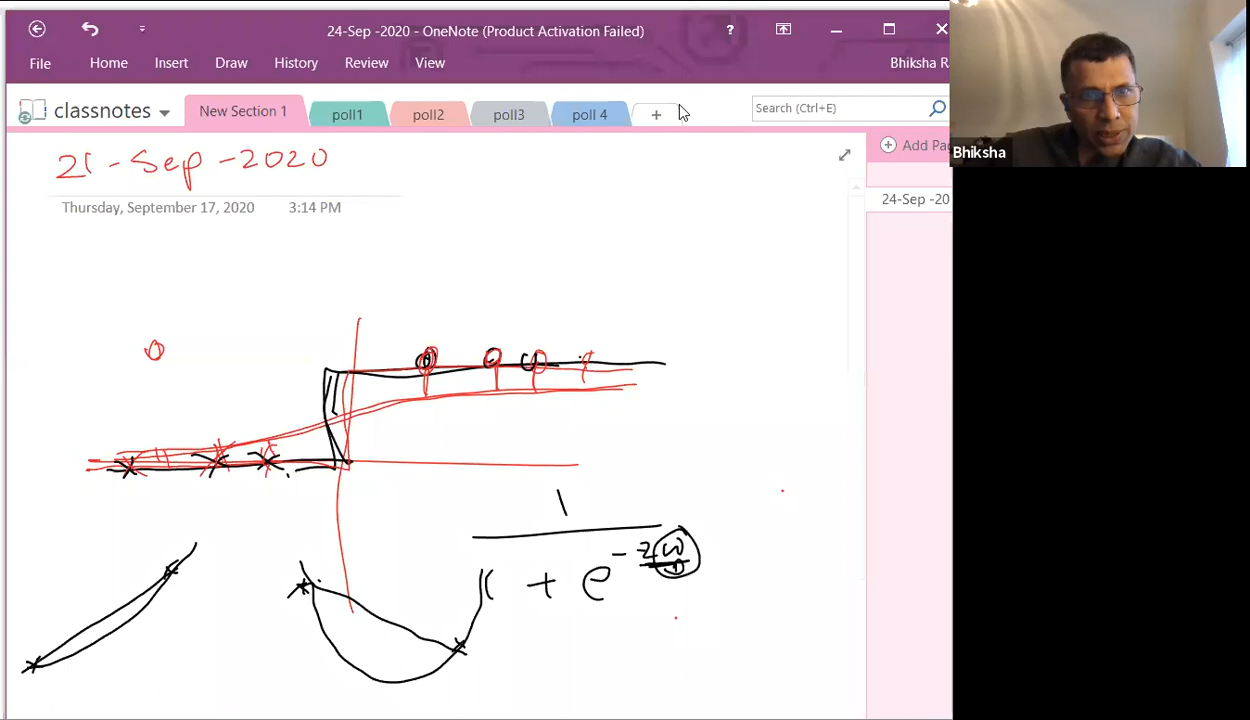 24-Sep -2020 - OneNote (Product Activation Failed)
?
File Home Insert Draw History Review View
Bhiksha R
classnotes New Section 1 poll1 poll2 poll3 poll 4 +
Search (Ctrl+E)
Bhiksha
21-Sep-2020
Add Pa
Thursday, September 17, 2020 3:14 PM
24-Sep -20
1
1 + e